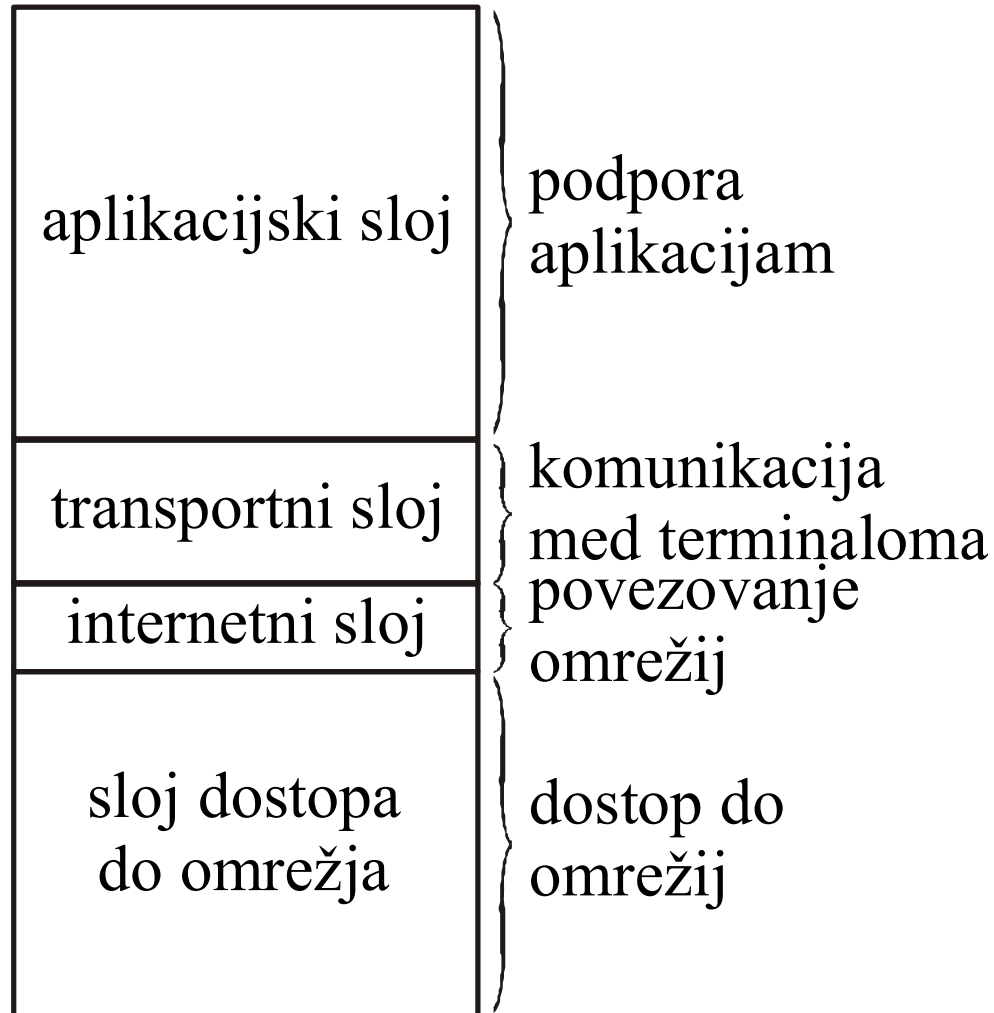 aplikacijski sloj
podpora
aplikacijam
transportni sloj
komunikacija
med terminaloma
internetni sloj
povezovanje
omrežij
sloj dostopa
do omrežja
dostop do
omrežij